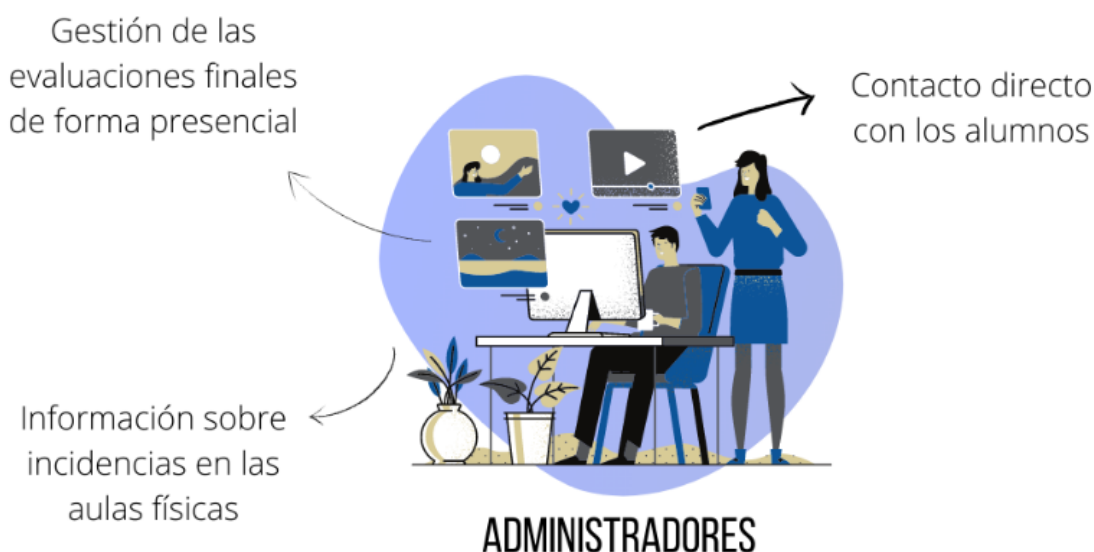 Gestión de las
evaluaciones finales
de forma presencial
Contacto directo
con los alumnos
Información sobre
incidencias en las
aulas físicas
ADMINISTRADORES